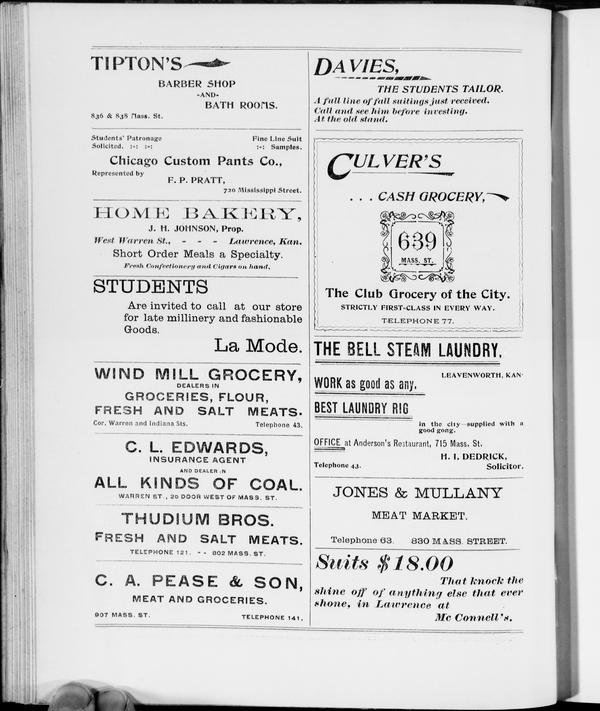 TIPTON'S
BARBER SHOP
-AND-
BATH ROOMS.
836 & 838 Mass. St.
Students' Patronage Fine Line Suit
Solicited. :-: :-: :-: Samples.
Chicago Custom Pants Co.,
Represented by
F. P. PRATT,
720 Mississippi Street.
HOME BAKERY,
J. H. JOHNSON, Prop.
West Warren St., - - - Lawrence, Kan.
Short Order Meals a Specialty.
Fresh Confectionery and Cigars on hand.
STUDENTS
Are invited to call at our store
for late millinery and fashionable
Goods.
La Mode.
WIND MILL GROCERY,
DEALERS IN
GROCERIES, FLOUR,
FRESH AND SALT MEATS.
Cor. Warren and Indiana Sts. Telephone 43.
C. L. EDWARDS,
INSURANCE AGENT
AND DEALER IN
ALL KINDS OF COAL.
WARREN ST., 2D DOOR WEST OF MASS. ST.
THUDIUM BROS.
FRESH AND SALT MEATS.
TELEPHONE 121. - - 802 MASS. ST.
C. A. PEASE & SON,
MEAT AND GROCERIES.
907 MASS. ST. TELEPHONE 141.
DAVIES,
THE STUDENTS TAILOR.
A full line of fall suitings just received.
Call and see him before investing.
At the old stand.
CULVER'S
. . . CASH GROCERY,
639
MASS. ST.
The Club Grocery of the City.
STRICTLY FIRST-CLASS IN EVERY WAY.
TELEPHONE 77.
THE BELL STEAM LAUNDRY,
LEAVENWORTH, KAN·
WORK as good as any,
BEST LAUNDRY RIG
in the city—supplied with a
good gong.
OFFICE at Anderson's Restaurant, 715 Mass. St.
H. I. DEDRICK,
Telephone 43. Solicitor.
JONES & MULLANY
MEAT MARKET.
Telephone 63. 830 MASS. STREET.
Suits $18.00
That knock the
shine off of anything else that ever
shone, in Lawrence at
Mc Connell's.